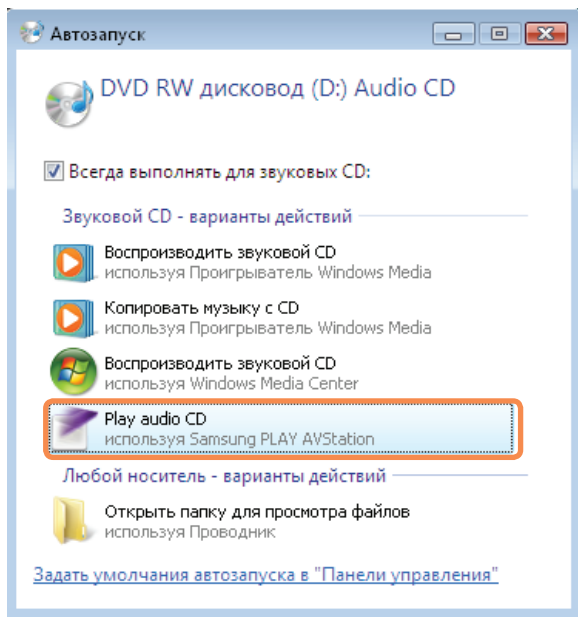 Автозапуск
DVD RW дисковод (D:) Audio CD
Всегда выполнять для звуковых CD:
Звуковой CD - варианты действий
Воспроизводить звуковой CD
используя Проигрыватель Windows Media
Копировать музыку с CD
используя Проигрыватель Windows Media
Воспроизводить звуковой CD
используя Windows Media Center
Play audio CD
используя Samsung PLAY AVStation
Любой носитель - варианты действий
Открыть папку для просмотра файлов
используя Проводник
Задать умолчания автозапуска в "Панели управления"